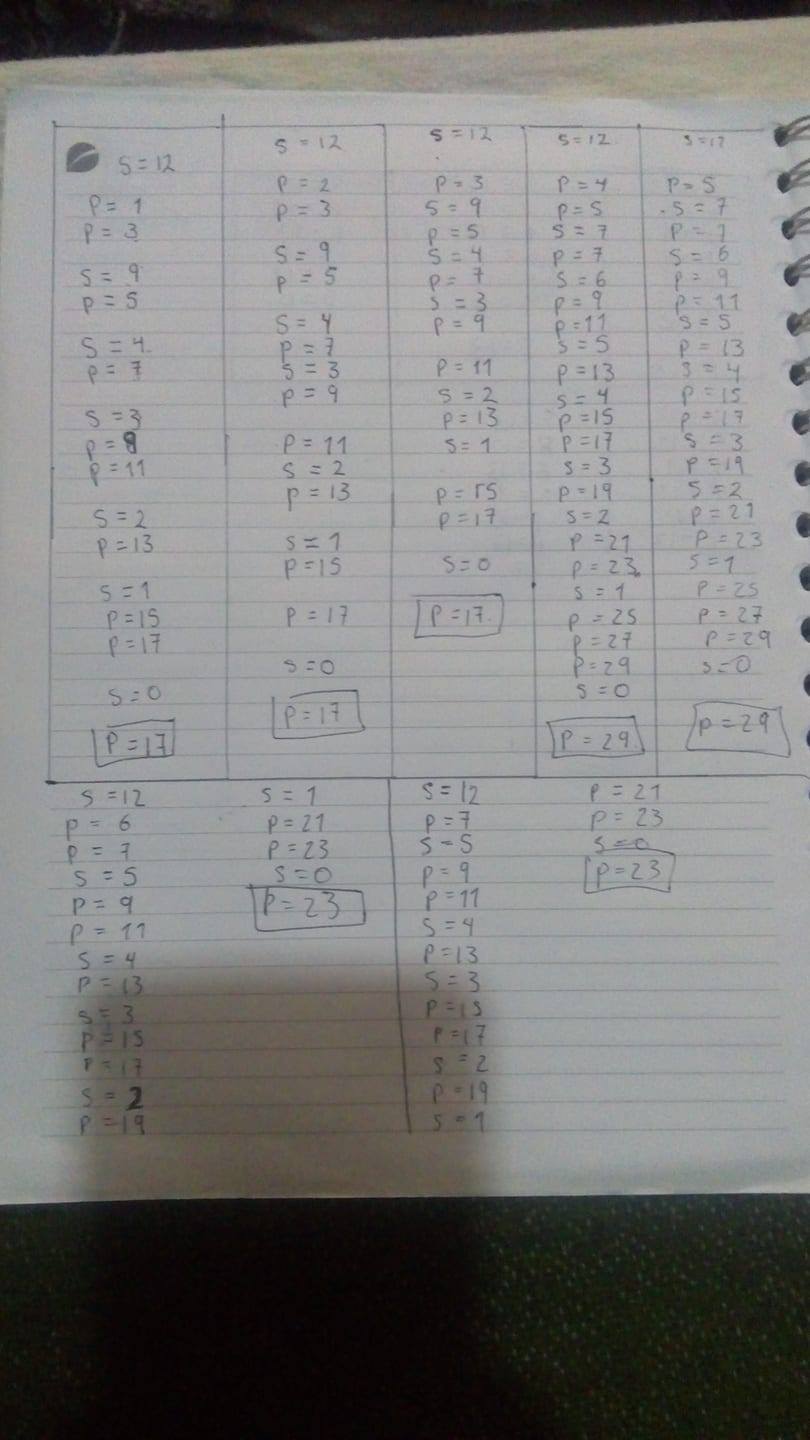 S=12
P=1
P=3
S=9
P=5
S=4
P=7
S=3
P=9
P=11
S=2
P=13
S=1
P=15
P=17
S=0
P=17
S=12
P=2
P=3
S=9
P=5
S=4
P=7
S=3
P=9
P=11
S=2
P=13
S=1
P=15
P=17
S=0
P=17
S=12
P=3
S=9
P=5
S=4
P=7
S=3
P=9
P=11
S=2
P=13
S=1
P=15
P=17
S=0
P=17
S=12
P=4
P=5
S=7
P=7
S=6
P=9
P=11
S=5
P=13
S=4
P=15
P=17
S=3
P=19
S=2
P=21
P=23
S=1
P=25
P=27
P=29
S=0
P=29
S=12
P=5
S=7
S=6
P=9
P=11
S=5
P=13
S=4
P=15
P=17
S=3
P=19
S=2
P=21
P=23
S=1
P=25
P=27
P=29
S=0
P=29
S=12
P=6
P=7
S=5
P=9
P=11
S=4
P=13
S=3
P=15
P=17
S=2
P=19
S=1
P=21
P=23
S=0
P=23
S=12
P=7
S=5
P=9
P=11
S=4
P=13
S=3
P=15
P=17
S=2
P=19
S=1
P=21
P=23
S=0
P=23